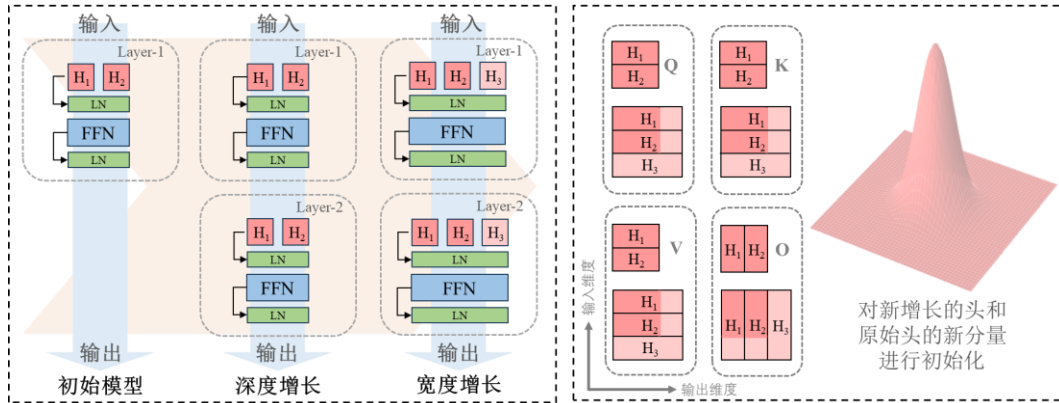 输入
Layer-1
H₁ H₂
LN
FFN
LN
输出
初始模型
输入
Layer-1
H₁ H₂
LN
FFN
LN
Layer-2
H₁ H₂
LN
FFN
LN
输出
深度增长
输入
Layer-1
H₁ H₂ H₃
LN
FFN
LN
Layer-2
H₁ H₂ H₃
LN
FFN
LN
输出
宽度增长
H₁
H₂
Q
H₁
H₂
H₃
H₁
H₂
K
H₁
H₂
H₃
H₁
H₂
V
H₁
H₂
H₃
H₁ H₂
O
H₁ H₂ H₃
输入维度
输出维度
对新增长的头和
原始头的新分量
进行初始化